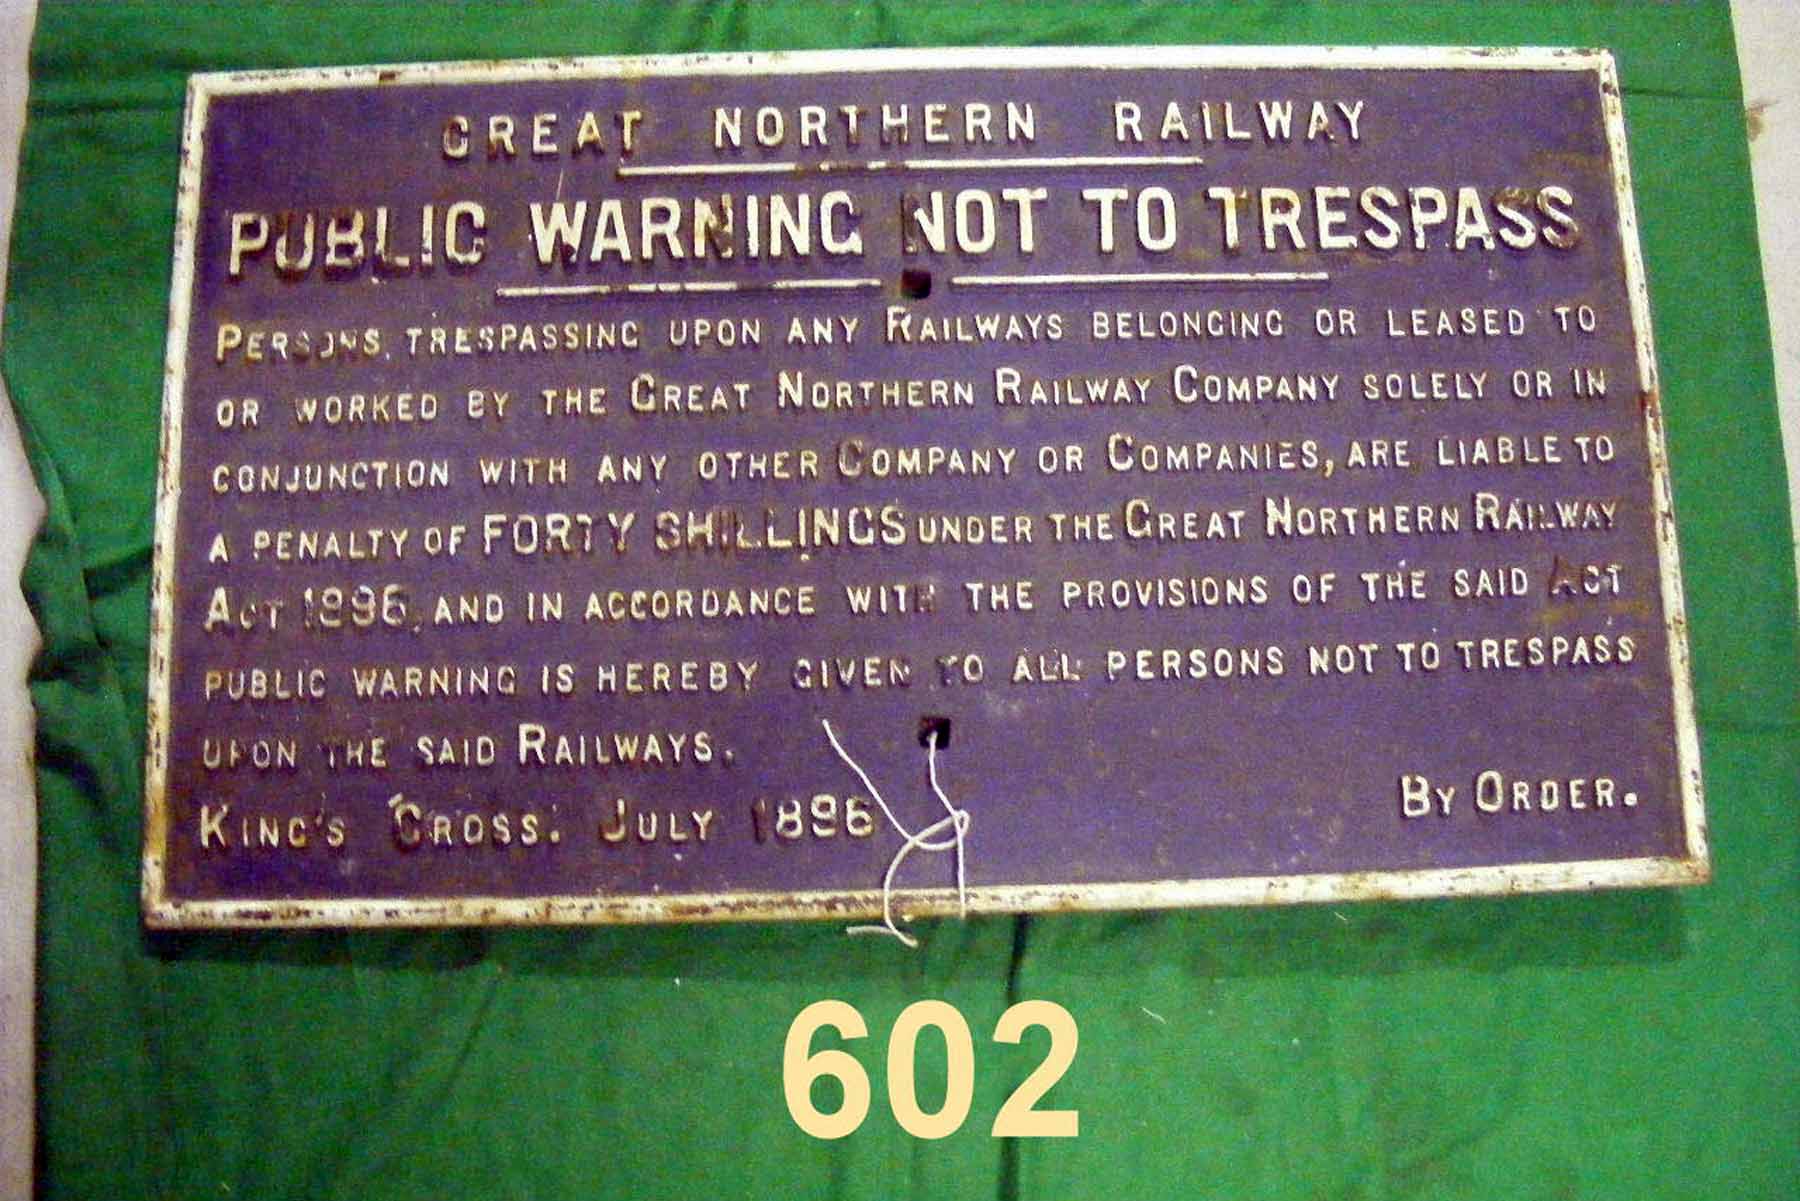 GREAT NORTHERN RAILWAY
PUBLIC WARNING NOT TO TRESPASS
PERSONS TRESPASSING UPON ANY RAILWAYS BELONGING OR LEASED TO
OR WORKED BY THE GREAT NORTHERN RAILWAY COMPANY SOLELY OR IN
CONJUNCTION WITH ANY OTHER COMPANY OR COMPANIES, ARE LIABLE TO
A PENALTY OF FORTY SHILLINGS UNDER THE GREAT NORTHERN RAILWAY
ACT 1896, AND IN ACCORDANCE WITH THE PROVISIONS OF THE SAID ACT
PUBLIC WARNING IS HEREBY GIVEN TO ALL PERSONS NOT TO TRESPASS
UPON THE SAID RAILWAYS.
KING'S CROSS. JULY 1896
BY ORDER.
602